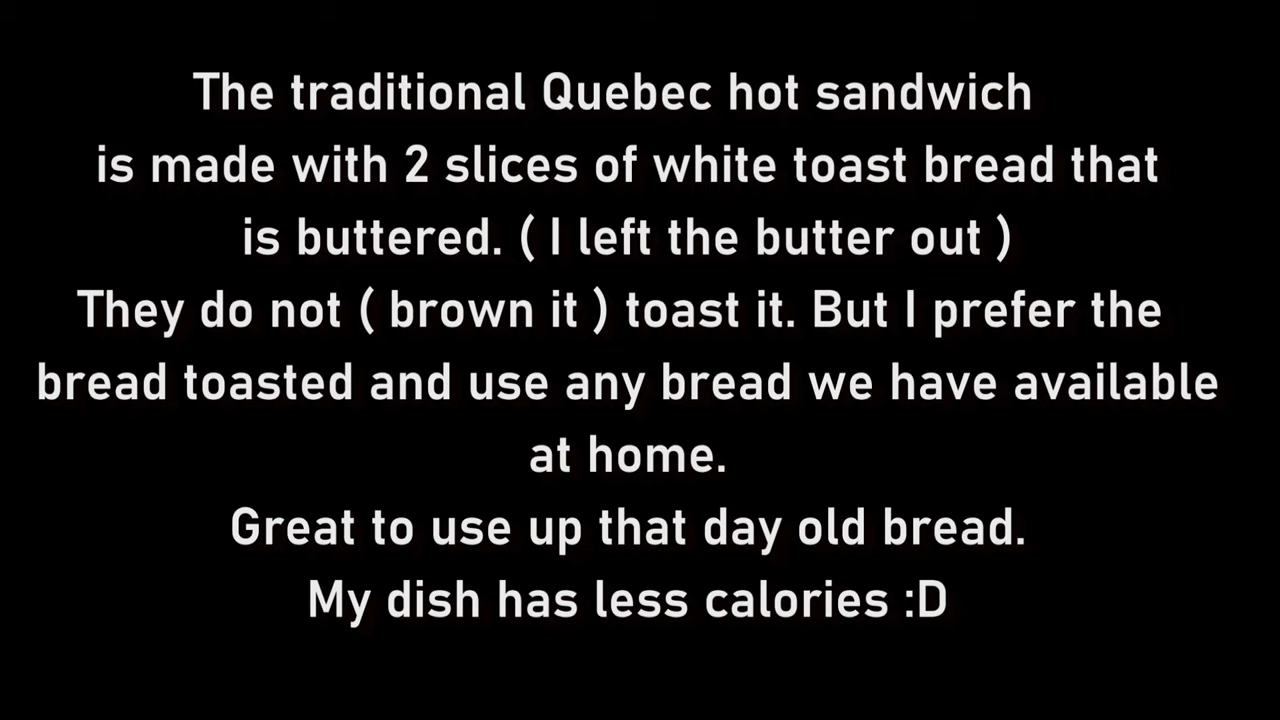 The traditional Quebec hot sandwich
is made with 2 slices of white toast bread that
is buttered. ( I left the butter out )
They do not ( brown it ) toast it. But I prefer the
bread toasted and use any bread we have available
at home.
Great to use up that day old bread.
My dish has less calories :D